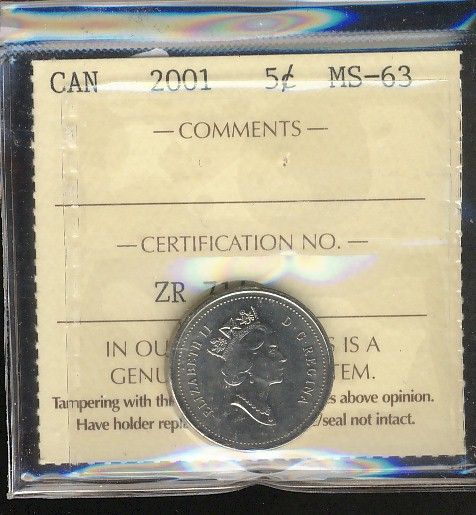 CAN 2001 5¢ MS-63
— COMMENTS —
— CERTIFICATION NO. —
ZR
IN OU S IS A
GENU TEM.
Tampering with th s above opinion.
Have holder repl /seal not intact.
ELIZABETH II D·G·REGINA